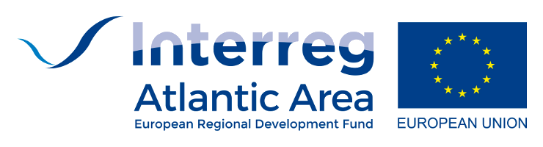 Interreg
Atlantic Area
European Regional Development Fund
EUROPEAN UNION